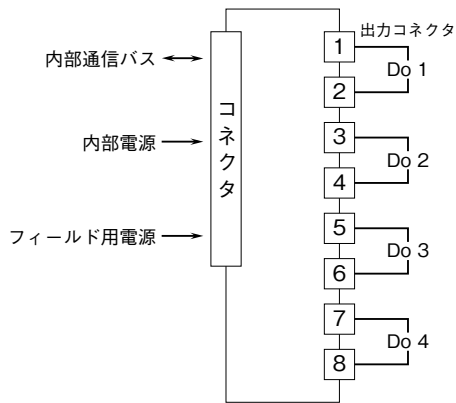 出力コネクタ
内部通信バス
内部電源
フィールド用電源
コネクタ
1
2
Do 1
3
4
Do 2
5
6
Do 3
7
8
Do 4